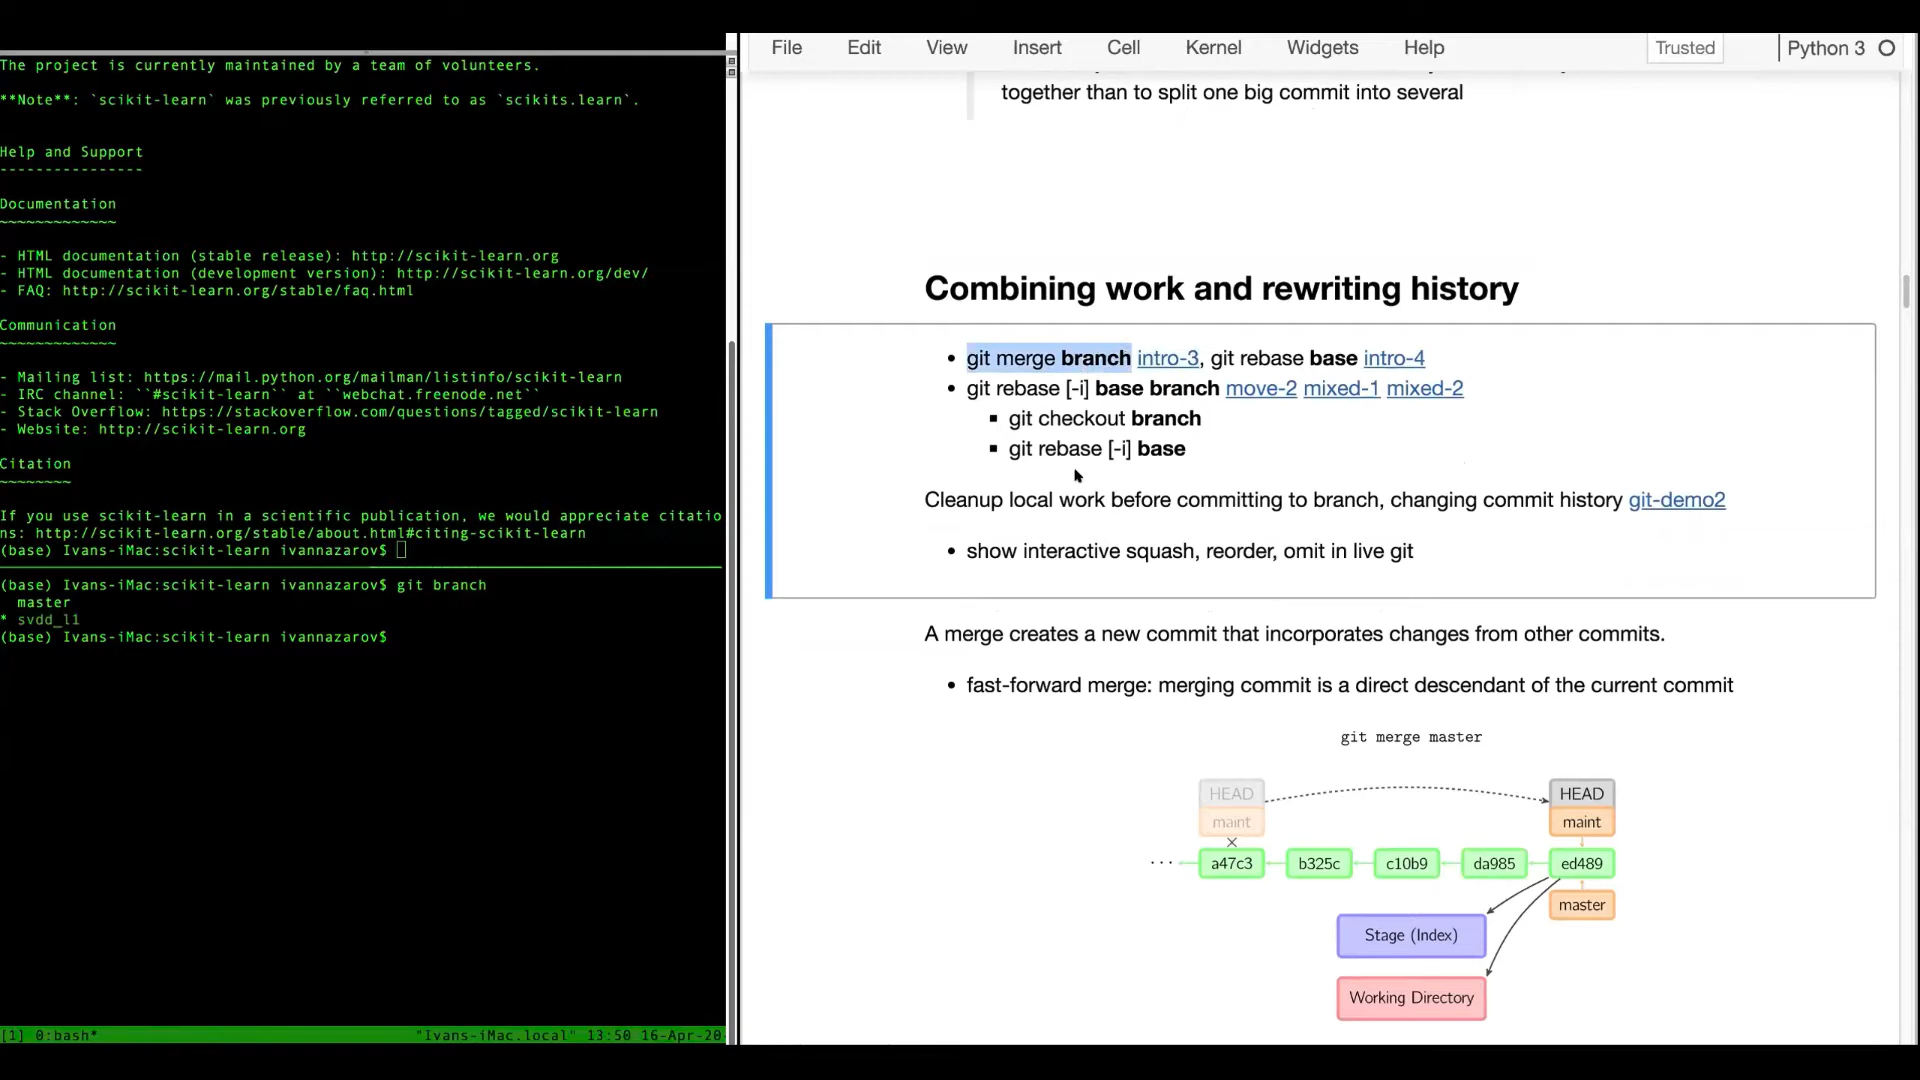 The project is currently maintained by a team of volunteers.
**Note**: `scikit-learn` was previously referred to as `scikits.learn`.
Help and Support
----------------
Documentation
~~~~~~~~~~~~~
- HTML documentation (stable release): http://scikit-learn.org
- HTML documentation (development version): http://scikit-learn.org/dev/
- FAQ: http://scikit-learn.org/stable/faq.html
Communication
~~~~~~~~~~~~~
- Mailing list: https://mail.python.org/mailman/listinfo/scikit-learn
- IRC channel: ``#scikit-learn`` at ``webchat.freenode.net``
- Stack Overflow: https://stackoverflow.com/questions/tagged/scikit-learn
- Website: http://scikit-learn.org
Citation
~~~~~~~~
If you use scikit-learn in a scientific publication, we would appreciate citatio
ns: http://scikit-learn.org/stable/about.html#citing-scikit-learn
(base) Ivans-iMac:scikit-learn ivannazarov$
(base) Ivans-iMac:scikit-learn ivannazarov$ git branch
master
* svdd_l1
(base) Ivans-iMac:scikit-learn ivannazarov$
[1] 0:bash* "Ivans-iMac.local" 13:50 16-Apr-20
File Edit View Insert Cell Kernel Widgets Help Trusted Python 3
together than to split one big commit into several
Combining work and rewriting history
• git merge branch intro-3, git rebase base intro-4
• git rebase [-i] base branch move-2 mixed-1 mixed-2
▪ git checkout branch
▪ git rebase [-i] base
Cleanup local work before committing to branch, changing commit history git-demo2
• show interactive squash, reorder, omit in live git
A merge creates a new commit that incorporates changes from other commits.
• fast-forward merge: merging commit is a direct descendant of the current commit
git merge master
HEAD HEAD
maint maint
... a47c3 b325c c10b9 da985 ed489
master
Stage (Index)
Working Directory